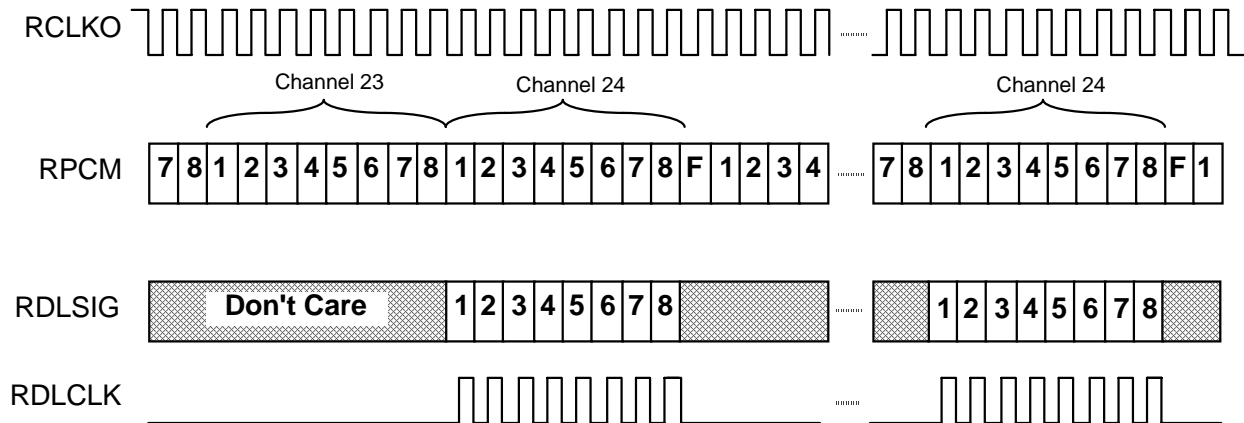 RCLKO
Channel 23 Channel 24 Channel 24
RPCM 7 8 1 2 3 4 5 6 7 8 1 2 3 4 5 6 7 8 F 1 2 3 4 7 8 1 2 3 4 5 6 7 8 F 1
RDLSIG Don't Care 1 2 3 4 5 6 7 8 1 2 3 4 5 6 7 8
RDLCLK